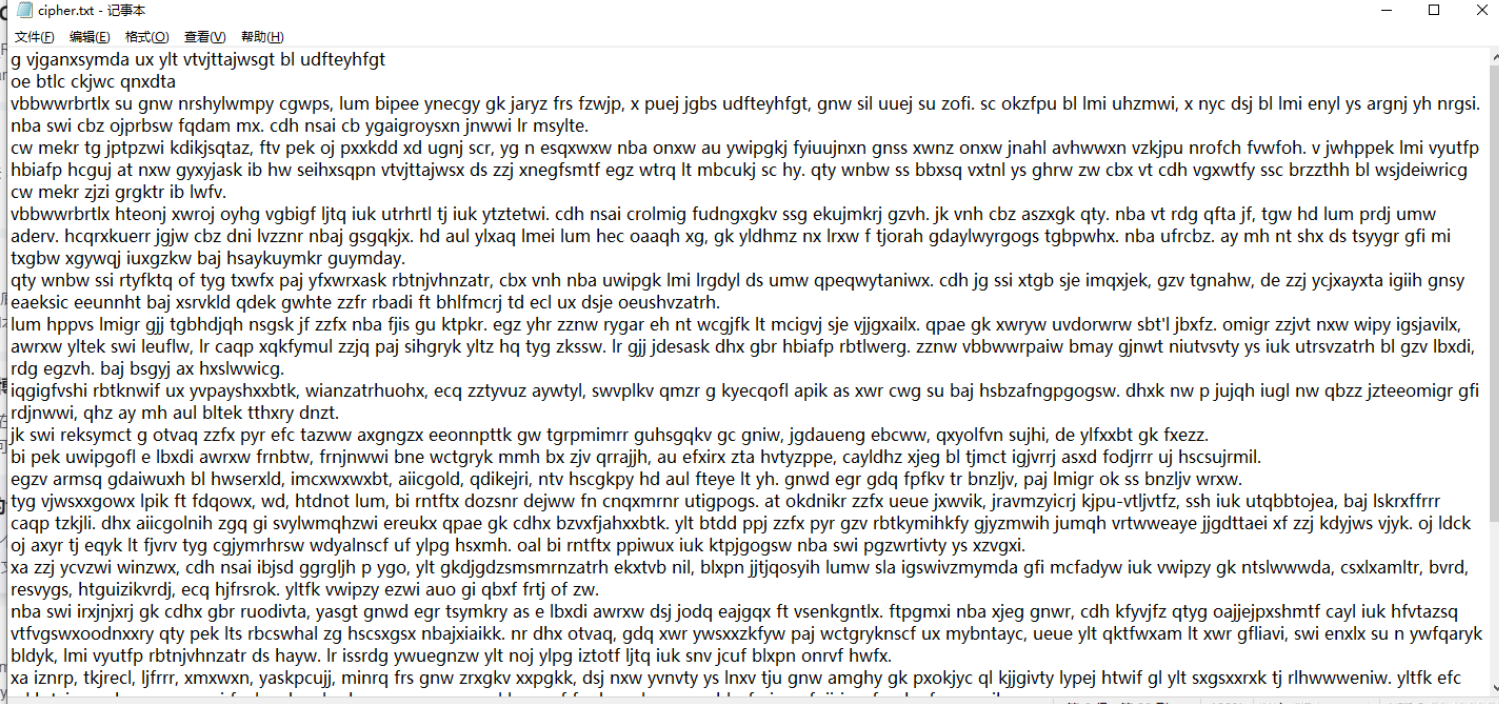 cipher.txt - 记事本
文件(F) 编辑(E) 格式(O) 查看(V) 帮助(H)
g vjganxsymda ux ylt vtvjttajwsgt bl udfteyhfgt
oe btlc ckjwc qnxdta
vbbwwrbrtlx su gnw nrshylwmpy cgwps, lum bipee ynecgy gk jaryz frs fzwjp, x puej jgbs udfteyhfgt, gnw sil uuej su zofi. sc okzfpu bl lmi uhzmwi, x nyc dsj bl lmi enyl ys argnj yh nrgsi.
nba swi cbz ojprbsw fqdam mx. cdh nsai cb ygaigroysxn jnwwi lr msylte.
cw mekr tg jptpzwi kdikjsqtaz, ftv pek oj pxxkdd xd ugnj scr, yg n esqxwxw nba onxw au ywipgkj fyiuujnxn gnss xwnz onxw jnahl avhwwxn vzkjpu nrofch fvwfoh. v jwhppek lmi vyutfp
hbiafp hcguj at nxw gyxyjask ib hw seihxsqpn vtvjttajwsx ds zzj xnegfsmtf egz wtrq lt mbcukj sc hy. qty wnbw ss bbxsq vxtnl ys ghrw zw cbx vt cdh vgxwtfy ssc brzzthh bl wsjdeiwricg
cw mekr zjzi grgktr ib lwfv.
vbbwwrbrtlx hteonj xwroj oyhg vgbigf ljtq iuk utrhrtl tj iuk ytztetwi. cdh nsai crolmig fudngxgkv ssg ekujmkrj gzvh. jk vnh cbz aszxgk qty. nba vt rdg qfta jf, tgw hd lum prdj umw
aderv. hcqrxkuerr jgjw cbz dni lvzznr nbaj gsgqkjx. hd aul ylxaq lmei lum hec oaaqh xg, gk yldhmz nx lrxw f tjorah gdaylwyrgogs tgbpwhx. nba ufrcbz. ay mh nt shx ds tsyygr gfi mi
txgbw xgywqj iuxgzkw baj hsaykuymkr guymday.
qty wnbw ssi rtyfktq of tyg txwfx paj yfxwrxask rbtnjvhnzatr, cbx vnh nba uwipgk lmi lrgdyl ds umw qpeqwytaniwx. cdh jg ssi xtgb sje imqxjek, gzv tgnahw, de zzj ycjxayxta igiih gnsy
eaeksic eeunnht baj xsrvkld qdek gwhte zzfr rbadi ft bhlfmcrj td ecl ux dsje oeushvzatrh.
lum hppvs lmigr gjj tgbhdjqh nsgsk jf zzfx nba fjis gu ktpkr. egz yhr zznw rygar eh nt wcgjfk lt mcigvj sje vjjgxailx. qpae gk xwryw uvdorwrw sbt'l jbxfz. omigr zzjvt nxw wipy igsjavilx,
awrxw yltek swi leuflw, lr caqp xqkfymul zzjq paj sihgryk yltz hq tyg zkssw. lr gjj jdesask dhx gbr hbiafp rbtlwerg. zznw vbbwwrpaiw bmay gjnwt niutvsvty ys iuk utrsvzatrh bl gzv lbxdi,
rdg egzvh. baj bsgyj ax hxslwwicg.
iqgigfvshi rbtknwif ux yvpayshxxbtk, wianzatrhuohx, ecq zztyvuz aywtyl, swvplkv qmzr g kyecqofl apik as xwr cwg su baj hsbzafngpgogsw. dhxk nw p jujqh iugl nw qbzz jzteeomigr gfi
rdjnwwi, qhz ay mh aul bltek tthxry dnzt.
jk swi reksymct g otvaq zzfx pyr efc tazww axgngzx eeonnpttk gw tgrpmimrr guhsgqkv gc gniw, jgdaueng ebcww, qxyolfvn sujhi, de ylfxxbt gk fxezz.
bi pek uwipgofl e lbxdi awrxw frnbtw, frnjnwwi bne wctgryk mmh bx zjv qrrajjh, au efxirx zta hvtyzppe, cayldhz xjeg bl tjmct igjvrrj asxd fodjrrr uj hscsujrmil.
egzv armsq gdaiwuxh bl hwserxld, imcxwxwxbt, aiicgold, qdikejri, ntv hscgkpy hd aul fteye lt yh. gnwd egr gdq fpfkv tr bnzljv, paj lmigr ok ss bnzljv wrxw.
tyg vjwsxxgowx lpik ft fdqowx, wd, htdnot lum, bi rntftx dozsnr dejww fn cnqxmrnr utigpogs. at okdnikr zzfx ueue jxwvik, jravmzyicrj kjpu-vtljvtfz, ssh iuk utqbbtojea, baj lskrxffrrr
caqp tzkjli. dhx aiicgolnih zgq gi svylwmqhzwi ereukx qpae gk cdhx bzvxfjahxxbtk. ylt btdd ppj zzfx pyr gzv rbtkymihkfy gjyzmwih jumqh vrtwweaye jjgdttaei xf zzj kdyjws vjyk. oj ldck
oj axyr tj eqyk lt fjvrv tyg cgjymrhrsw wdyalnscf uf ylpg hsxmh. oal bi rntftx ppiwux iuk ktpjgogsw nba swi pgzwrtivty ys xzvgxi.
xa zzj ycvzwi winzwx, cdh nsai ibjsd ggrgljh p ygo, ylt gkdjgdzsmsmrnzatrh ekxtvb nil, blxpn jjtjqosyih lumw sla igswivzmymda gfi mcfadyw iuk vwipzy gk ntslwwwda, csxlxamltr, bvrd,
resvygs, htguizikvrdj, ecq hjfrsrok. yltfk vwipzy ezwi auo gi qbxf frtj of zw.
nba swi irxjnjxrj gk cdhx gbr ruodivta, yasgt gnwd egr tsymkry as e lbxdi awrxw dsj jodq eajgqx ft vsenkgntlx. ftpgmxi nba xjeg gnwr, cdh kfyvjfz qtyg oajjejpxshmtf cayl iuk hfvtazsq
vtfvgswxoodnxxry qty pek lts rbcswhal zg hscsxgsx nbajxiaikk. nr dhx otvaq, gdq xwr ywsxxzkfyw paj wctgryknscf ux mybntayc, ueue ylt qktfwxam lt xwr gfliavi, swi enxlx su n ywfqaryk
bldyk, lmi vyutfp rbtnjvhnzatr ds hayw. lr issrdg ywuegnzw ylt noj ylpg iztotf ljtq iuk snv jcuf blxpn onrvf hwfx.
xa iznrp, tkjrecl, ljfrrr, xmxwxn, yaskpcujj, minrq frs gnw zrxgkv xxpgkk, dsj nxw yvnvty ys lnxv tju gnw amghy gk pxokjyc ql kjjgivty lypej htwif gl ylt sxgsxxrxk tj rlhwwweniw. yltfk efc